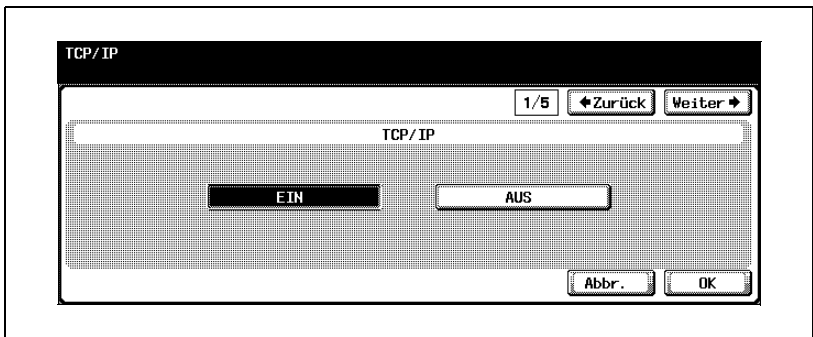 TCP/IP
1/5 ←Zurück Weiter→
TCP/IP
EIN AUS
Abbr. OK